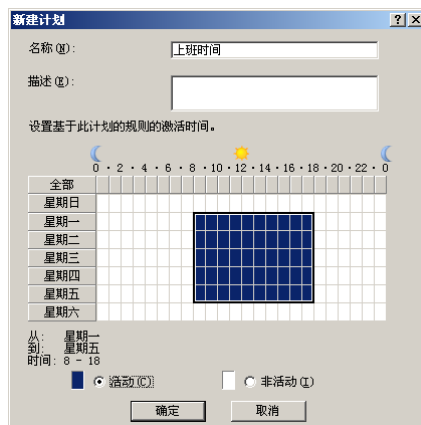 新建计划
名称(N):
上班时间
描述(E):
设置基于此计划的规则的激活时间。
0 · 2 · 4 · 6 · 8 · 10 · 12 · 14 · 16 · 18 · 20 · 22 · 0
全部
星期日
星期一
星期二
星期三
星期四
星期五
星期六
从: 星期一
到: 星期五
时间: 8 - 18
活动(C) 非活动(I)
确定 取消